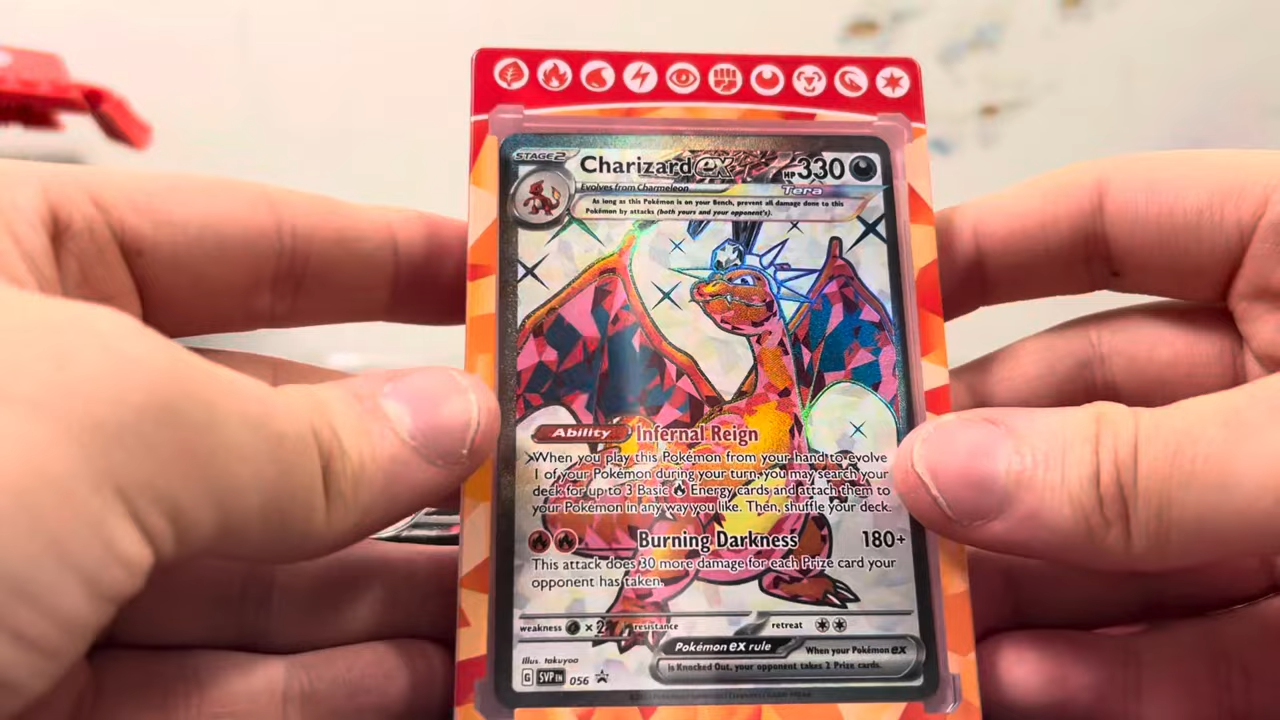 STAGE2 Charizard ex HP 330
Evolves from Charmeleon Tera
As long as this Pokémon is on your Bench, prevent all damage done to this
Pokémon by attacks (both yours and your opponent's).
Ability Infernal Reign
When you play this Pokémon from your hand to evolve
1 of your Pokémon during your turn, you may search your
deck for up to 3 Basic Energy cards and attach them to
your Pokémon in any way you like. Then, shuffle your deck.
Burning Darkness 180+
This attack does 30 more damage for each Prize card your
opponent has taken.
weakness ×2 resistance retreat
Pokémon ex rule When your Pokémon ex
is Knocked Out, your opponent takes 2 Prize cards.
Illus. takuyoa
G SVP EN 056